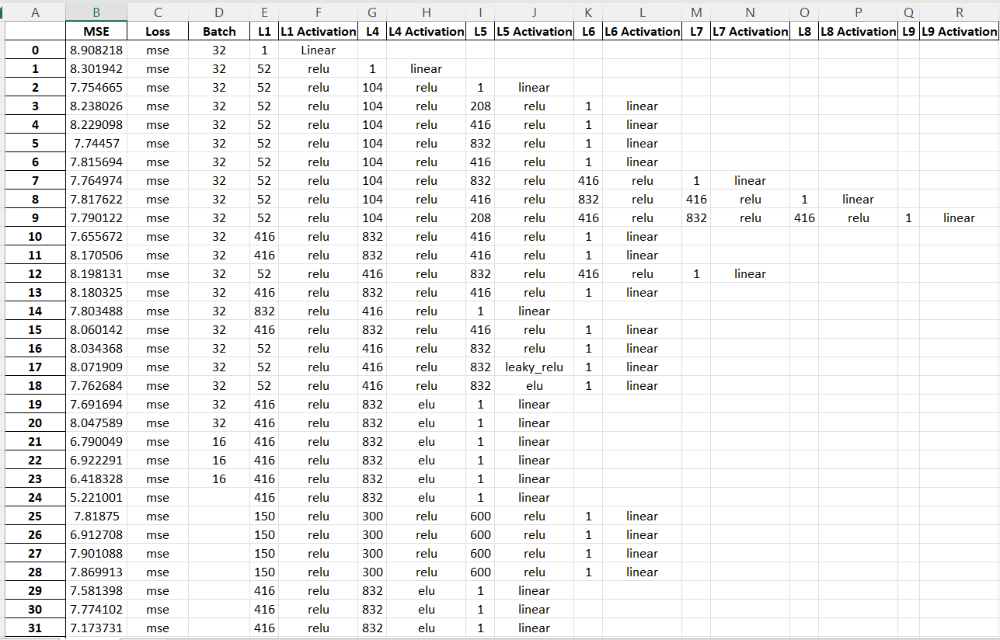 A B C D E F G H I J K L M N O P Q R
MSE Loss Batch L1 L1 Activation L4 L4 Activation L5 L5 Activation L6 L6 Activation L7 L7 Activation L8 L8 Activation L9 L9 Activation
0 8.908218 mse 32 1 Linear
1 8.301942 mse 32 52 relu 1 linear
2 7.754665 mse 32 52 relu 104 relu 1 linear
3 8.238026 mse 32 52 relu 104 relu 208 relu 1 linear
4 8.229098 mse 32 52 relu 104 relu 416 relu 1 linear
5 7.74457 mse 32 52 relu 104 relu 832 relu 1 linear
6 7.815694 mse 32 52 relu 104 relu 416 relu 1 linear
7 7.764974 mse 32 52 relu 104 relu 832 relu 416 relu 1 linear
8 7.817622 mse 32 52 relu 104 relu 416 relu 832 relu 416 relu 1 linear
9 7.790122 mse 32 52 relu 104 relu 208 relu 416 relu 832 relu 416 relu 1 linear
10 7.655672 mse 32 416 relu 832 relu 416 relu 1 linear
11 8.170506 mse 32 416 relu 832 relu 416 relu 1 linear
12 8.198131 mse 32 52 relu 416 relu 832 relu 416 relu 1 linear
13 8.180325 mse 32 416 relu 832 relu 416 relu 1 linear
14 7.803488 mse 32 832 relu 416 relu 1 linear
15 8.060142 mse 32 416 relu 832 relu 416 relu 1 linear
16 8.034368 mse 32 52 relu 416 relu 832 relu 1 linear
17 8.071909 mse 32 52 relu 416 relu 832 leaky_relu 1 linear
18 7.762684 mse 32 52 relu 416 relu 832 elu 1 linear
19 7.691694 mse 32 416 relu 832 elu 1 linear
20 8.047589 mse 32 416 relu 832 elu 1 linear
21 6.790049 mse 16 416 relu 832 elu 1 linear
22 6.922291 mse 16 416 relu 832 elu 1 linear
23 6.418328 mse 16 416 relu 832 elu 1 linear
24 5.221001 mse 416 relu 832 elu 1 linear
25 7.81875 mse 150 relu 300 relu 600 relu 1 linear
26 6.912708 mse 150 relu 300 relu 600 relu 1 linear
27 7.901088 mse 150 relu 300 relu 600 relu 1 linear
28 7.869913 mse 150 relu 300 relu 600 relu 1 linear
29 7.581398 mse 416 relu 832 elu 1 linear
30 7.774102 mse 416 relu 832 elu 1 linear
31 7.173731 mse 416 relu 832 elu 1 linear